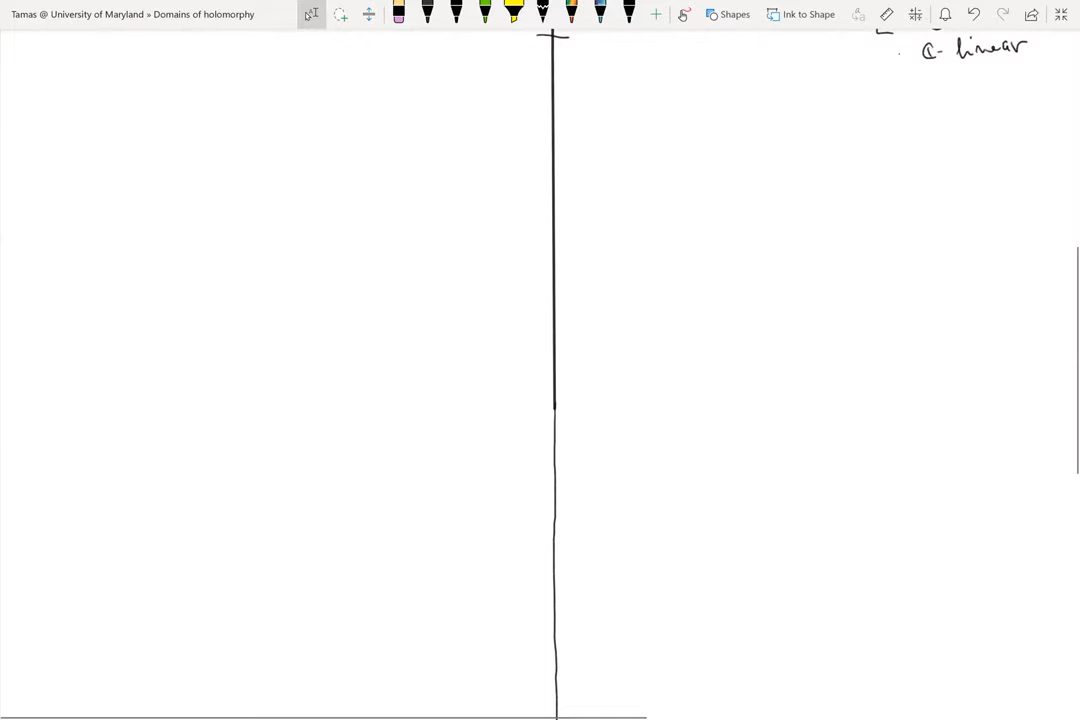 Tamas @ University of Maryland » Domains of holomorphy
Shapes
Ink to Shape
ℂ- linear